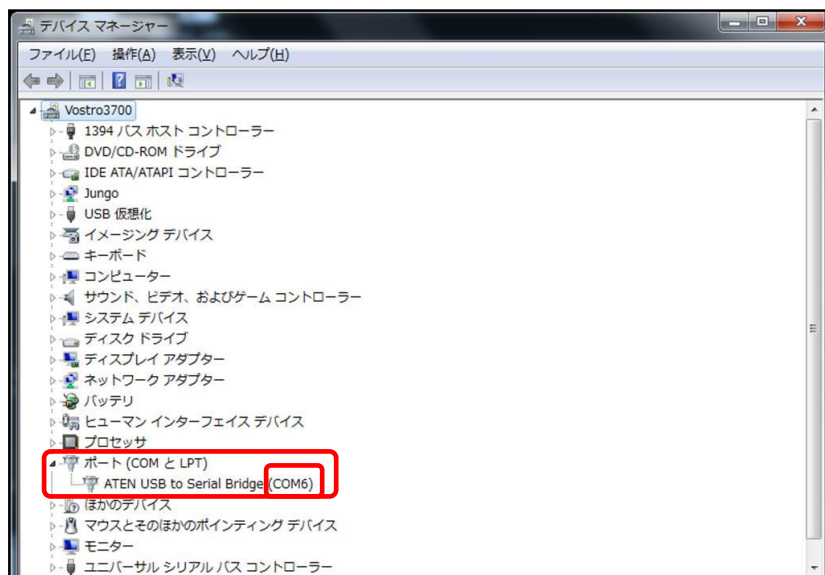 デバイス マネージャー
ファイル(F) 操作(A) 表示(V) ヘルプ(H)
Vostro3700
1394 バス ホスト コントローラー
DVD/CD-ROM ドライブ
IDE ATA/ATAPI コントローラー
Jungo
USB 仮想化
イメージング デバイス
キーボード
コンピューター
サウンド、ビデオ、およびゲーム コントローラー
システム デバイス
ディスク ドライブ
ディスプレイ アダプター
ネットワーク アダプター
バッテリ
ヒューマン インターフェイス デバイス
プロセッサ
ポート (COM と LPT)
ATEN USB to Serial Bridge (COM6)
ほかのデバイス
マウスとそのほかのポインティング デバイス
モニター
ユニバーサル シリアル バス コントローラー